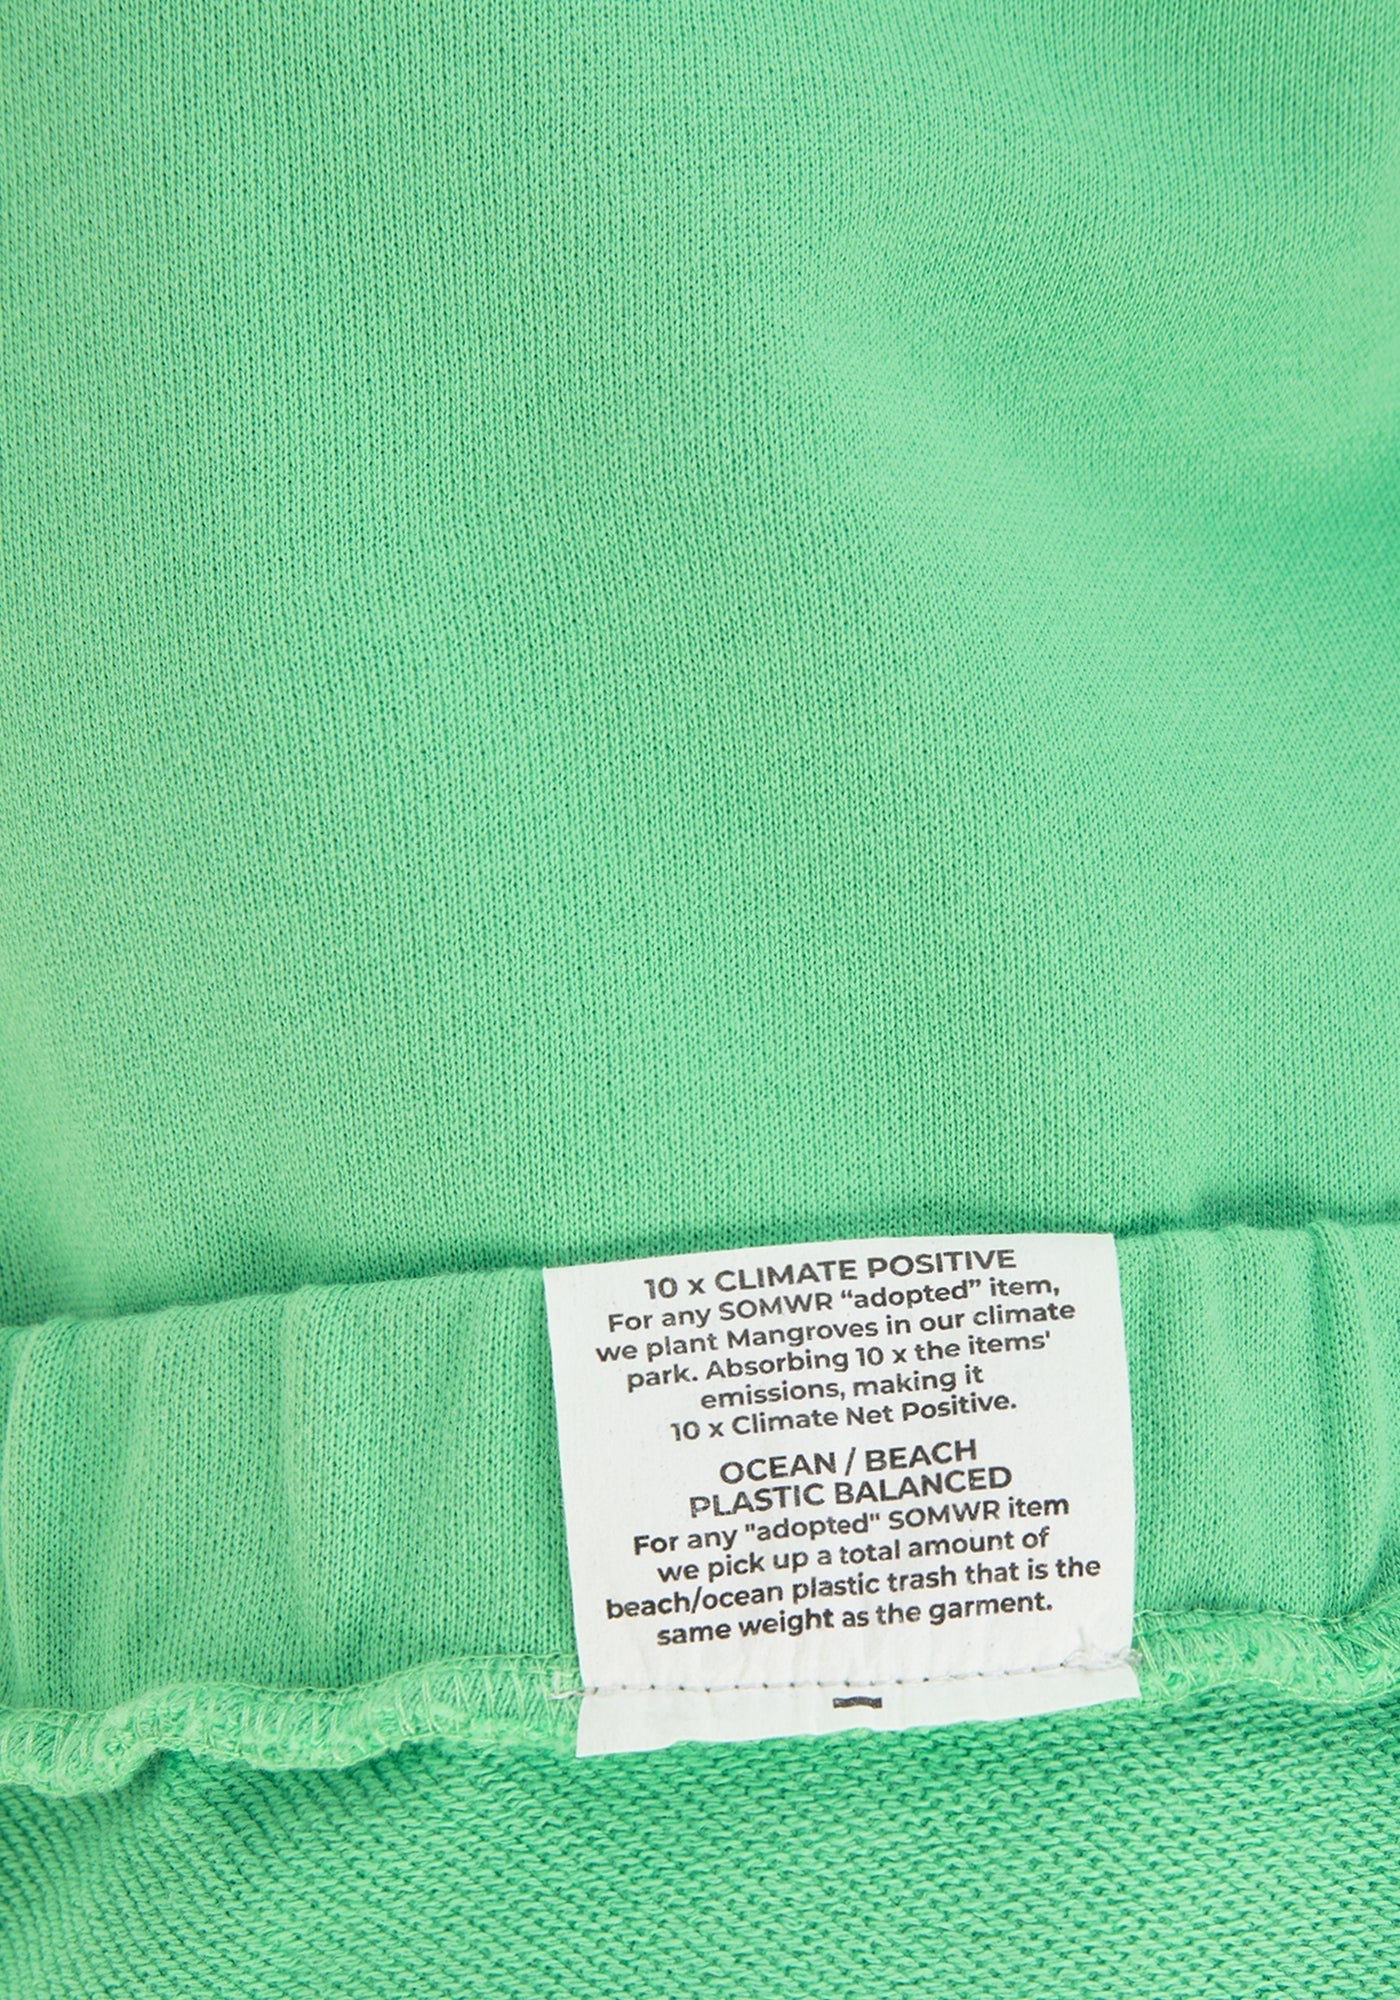 10 x CLIMATE POSITIVE
For any SOMWR “adopted” item,
we plant Mangroves in our climate
park. Absorbing 10 x the items'
emissions, making it
10 x Climate Net Positive.
OCEAN / BEACH
PLASTIC BALANCED
For any "adopted" SOMWR item
we pick up a total amount of
beach/ocean plastic trash that is the
same weight as the garment.